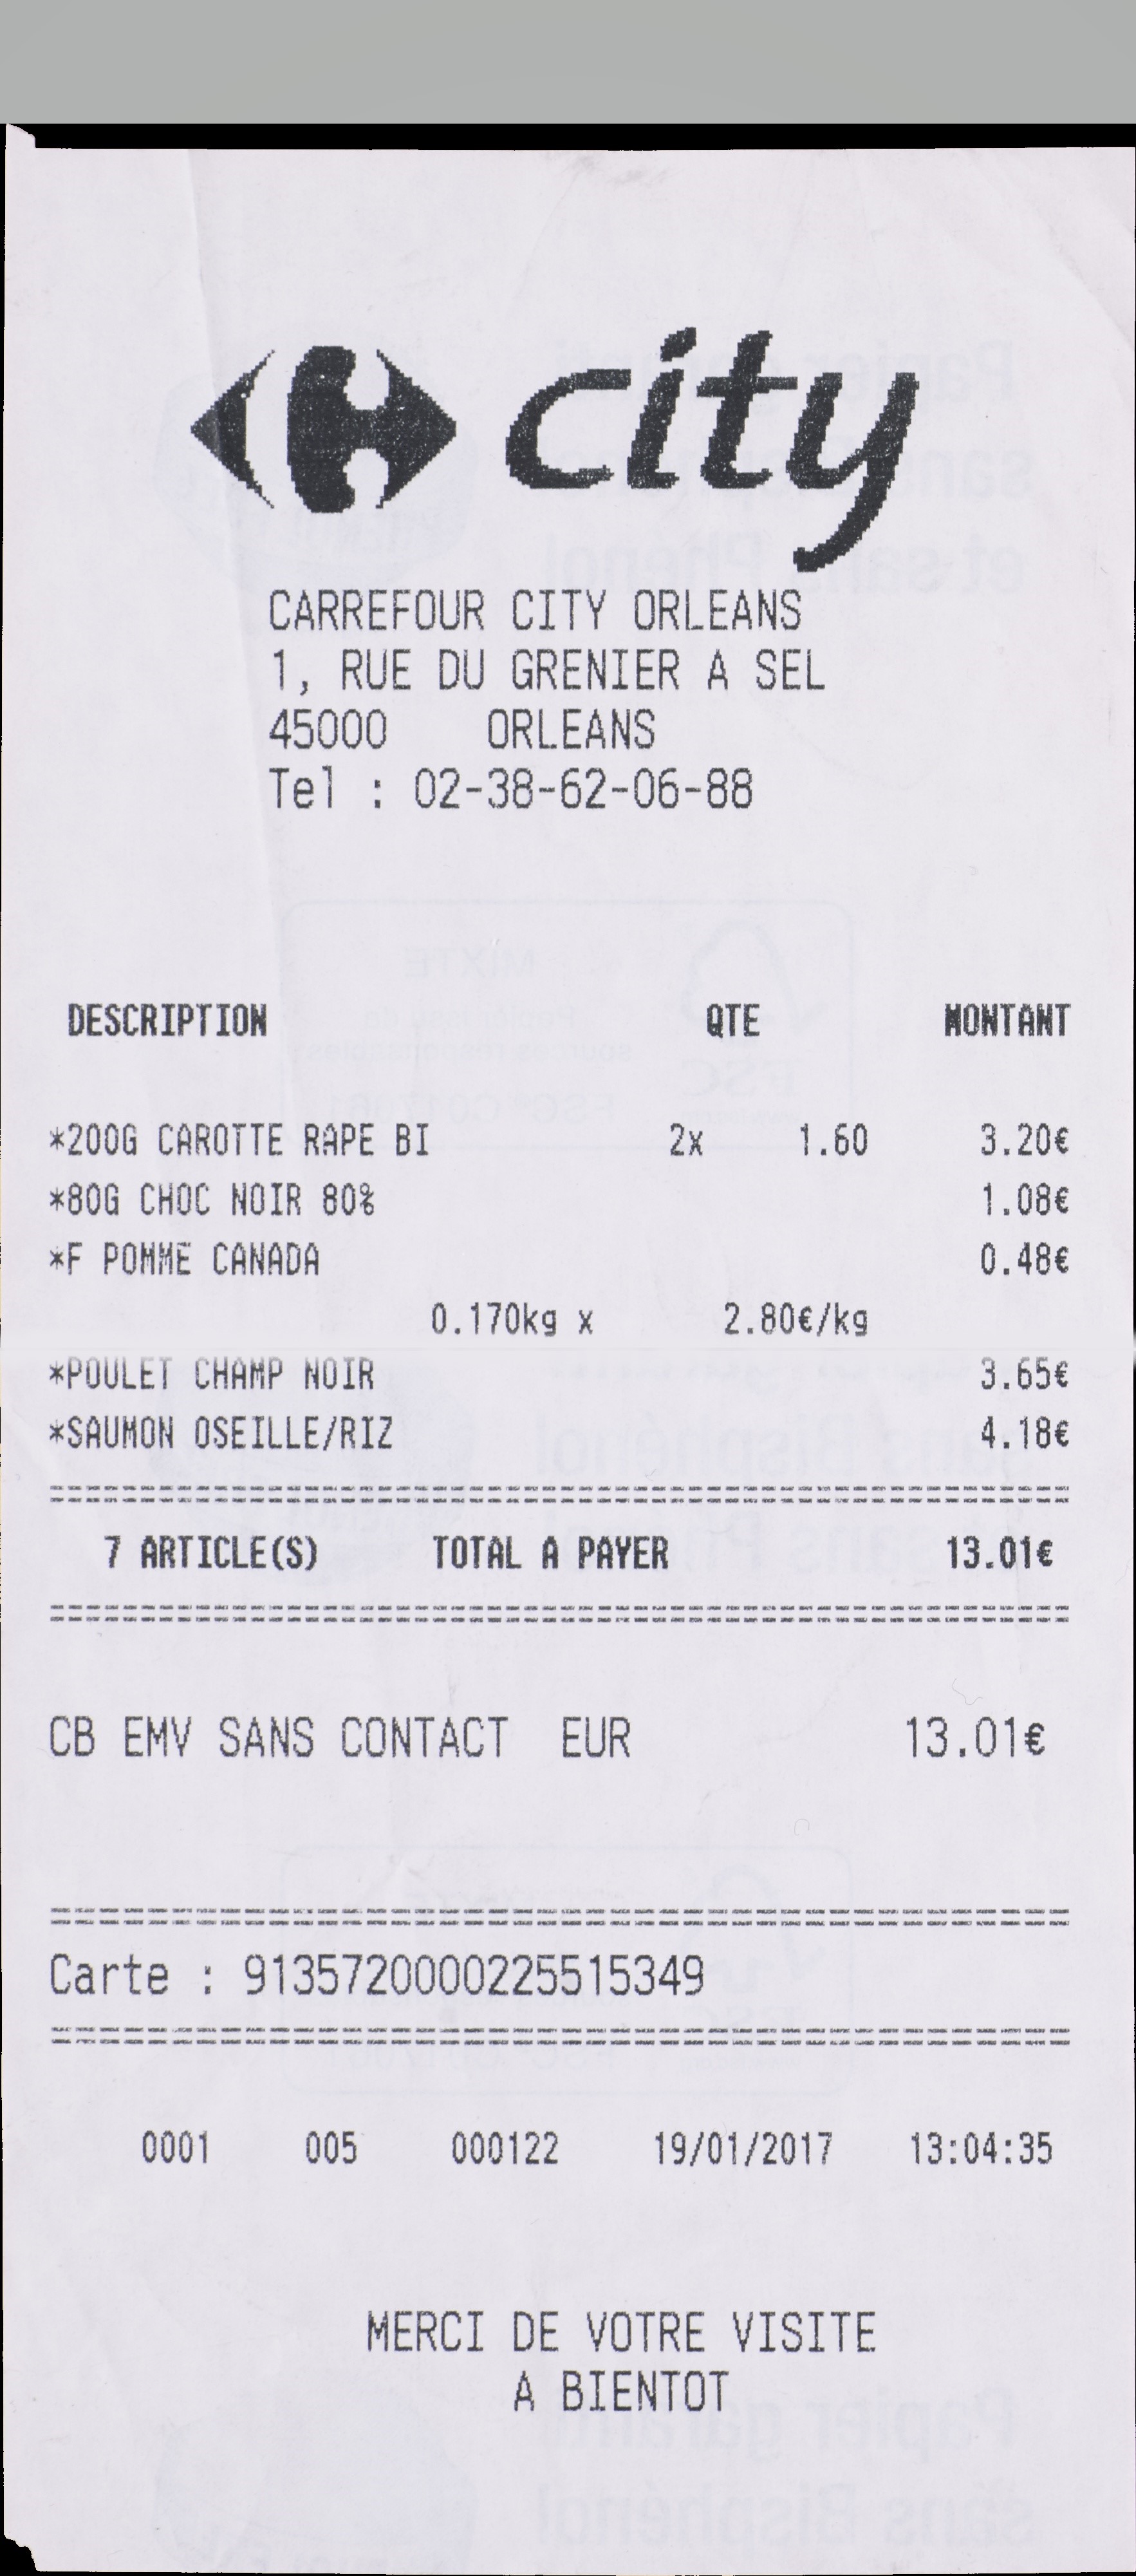 city
CARREFOUR CITY ORLEANS
1, RUE DU GRENIER A SEL
45000 ORLEANS
Tel : 02-38-62-06-88
DESCRIPTION QTE MONTANT
*200G CAROTTE RAPE BI 2x 1.60 3.20€
*80G CHOC NOIR 80% 1.08€
*F POMME CANADA 0.48€
0.170kg x 2.80€/kg
*POULET CHAMP NOIR 3.65€
*SAUMON OSEILLE/RIZ 4.18€
7 ARTICLE(S) TOTAL A PAYER 13.01€
CB EMV SANS CONTACT EUR 13.01€
Carte : 9135720000225515349
0001 005 000122 19/01/2017 13:04:35
MERCI DE VOTRE VISITE
A BIENTOT